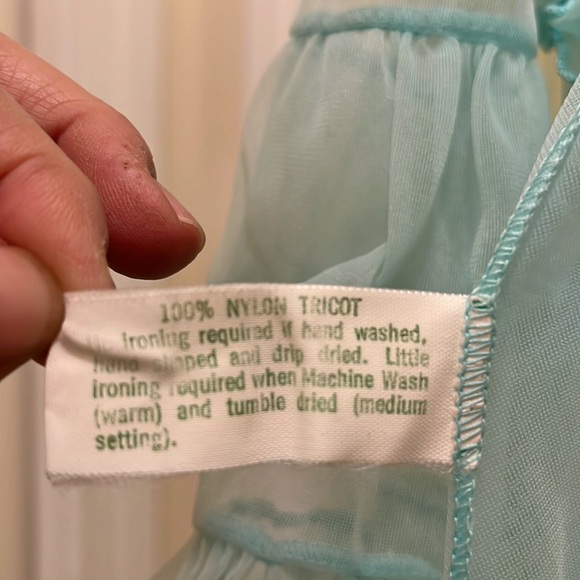 100% NYLON TRICOT
Ironing required if hand washed,
and drip dried. Little
ironing required when Machine Wash
(warm) and tumble dried (medium
setting).